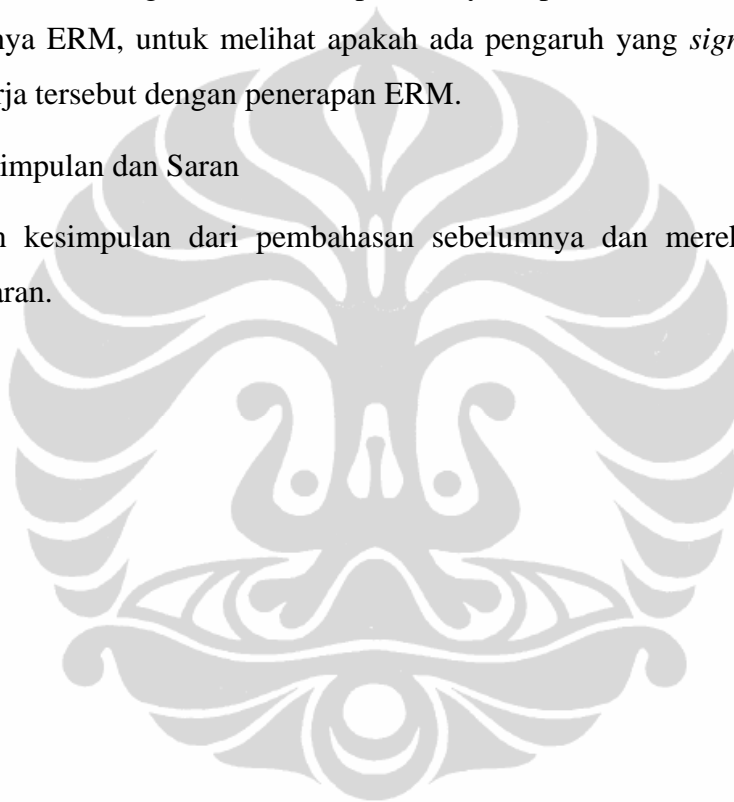 nya ERM, untuk melihat apakah ada pengaruh yang sign
rja tersebut dengan penerapan ERM.
impulan dan Saran
n kesimpulan dari pembahasan sebelumnya dan merek
aran.